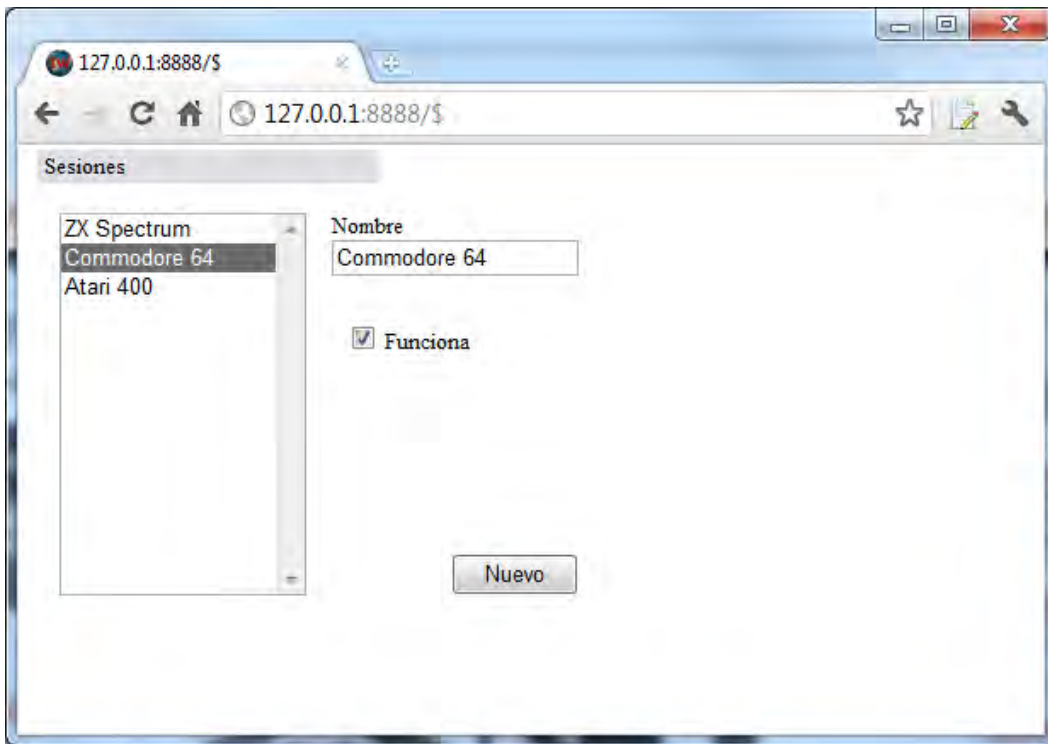 127.0.0.1:8888/$
127.0.0.1:8888/$
Sesiones
ZX Spectrum
Commodore 64
Atari 400
Nombre
Commodore 64
Funciona
Nuevo